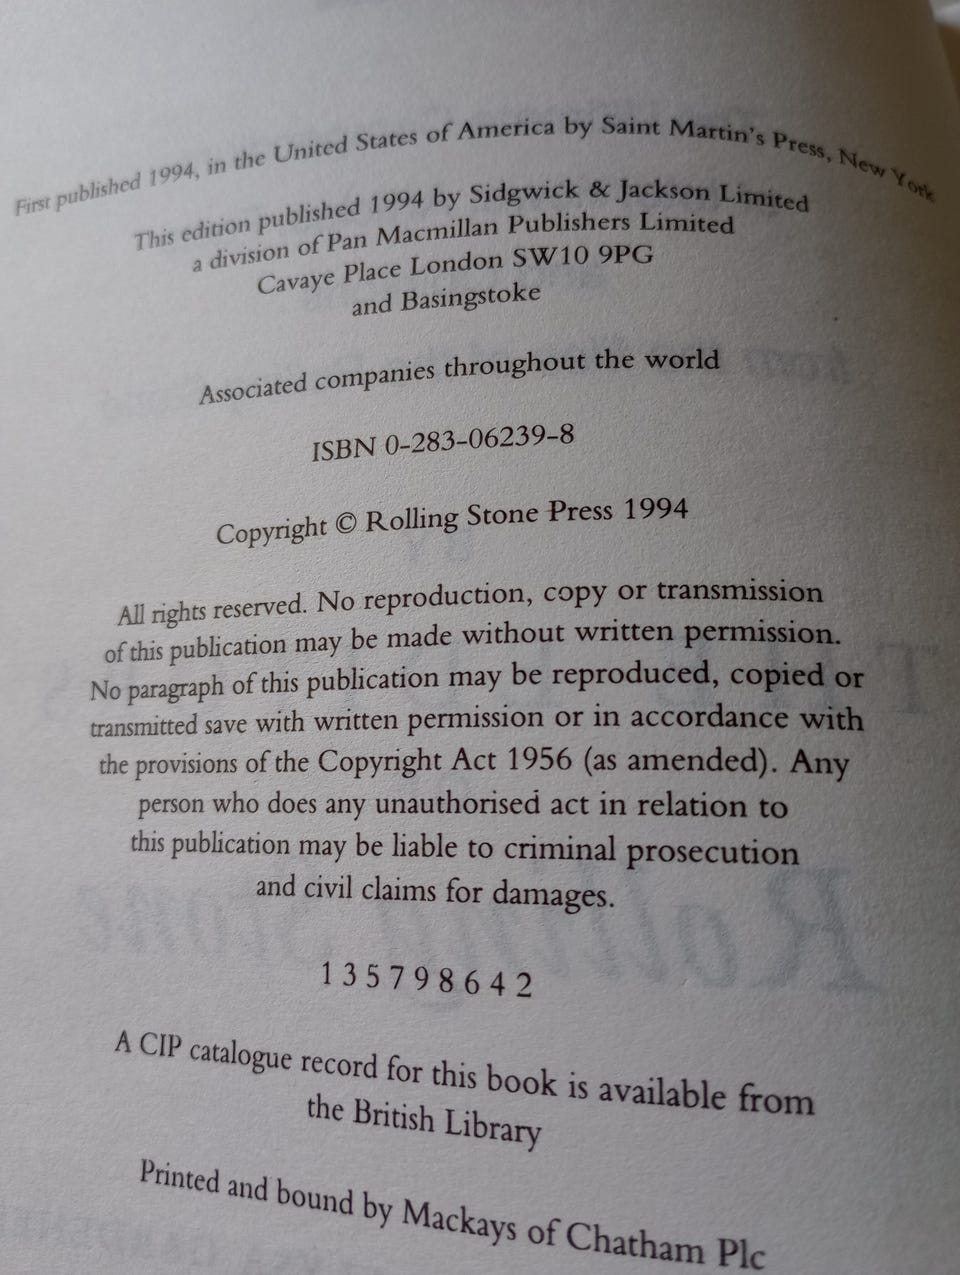 First published 1994, in the United States of America by Saint Martin's Press, New York
This edition published 1994 by Sidgwick & Jackson Limited
a division of Pan Macmillan Publishers Limited
Cavaye Place London SW10 9PG
and Basingstoke
Associated companies throughout the world
ISBN 0-283-06239-8
Copyright © Rolling Stone Press 1994
All rights reserved. No reproduction, copy or transmission
of this publication may be made without written permission.
No paragraph of this publication may be reproduced, copied or
transmitted save with written permission or in accordance with
the provisions of the Copyright Act 1956 (as amended). Any
person who does any unauthorised act in relation to
this publication may be liable to criminal prosecution
and civil claims for damages.
1 3 5 7 9 8 6 4 2
A CIP catalogue record for this book is available from
the British Library
Printed and bound by Mackays of Chatham Plc